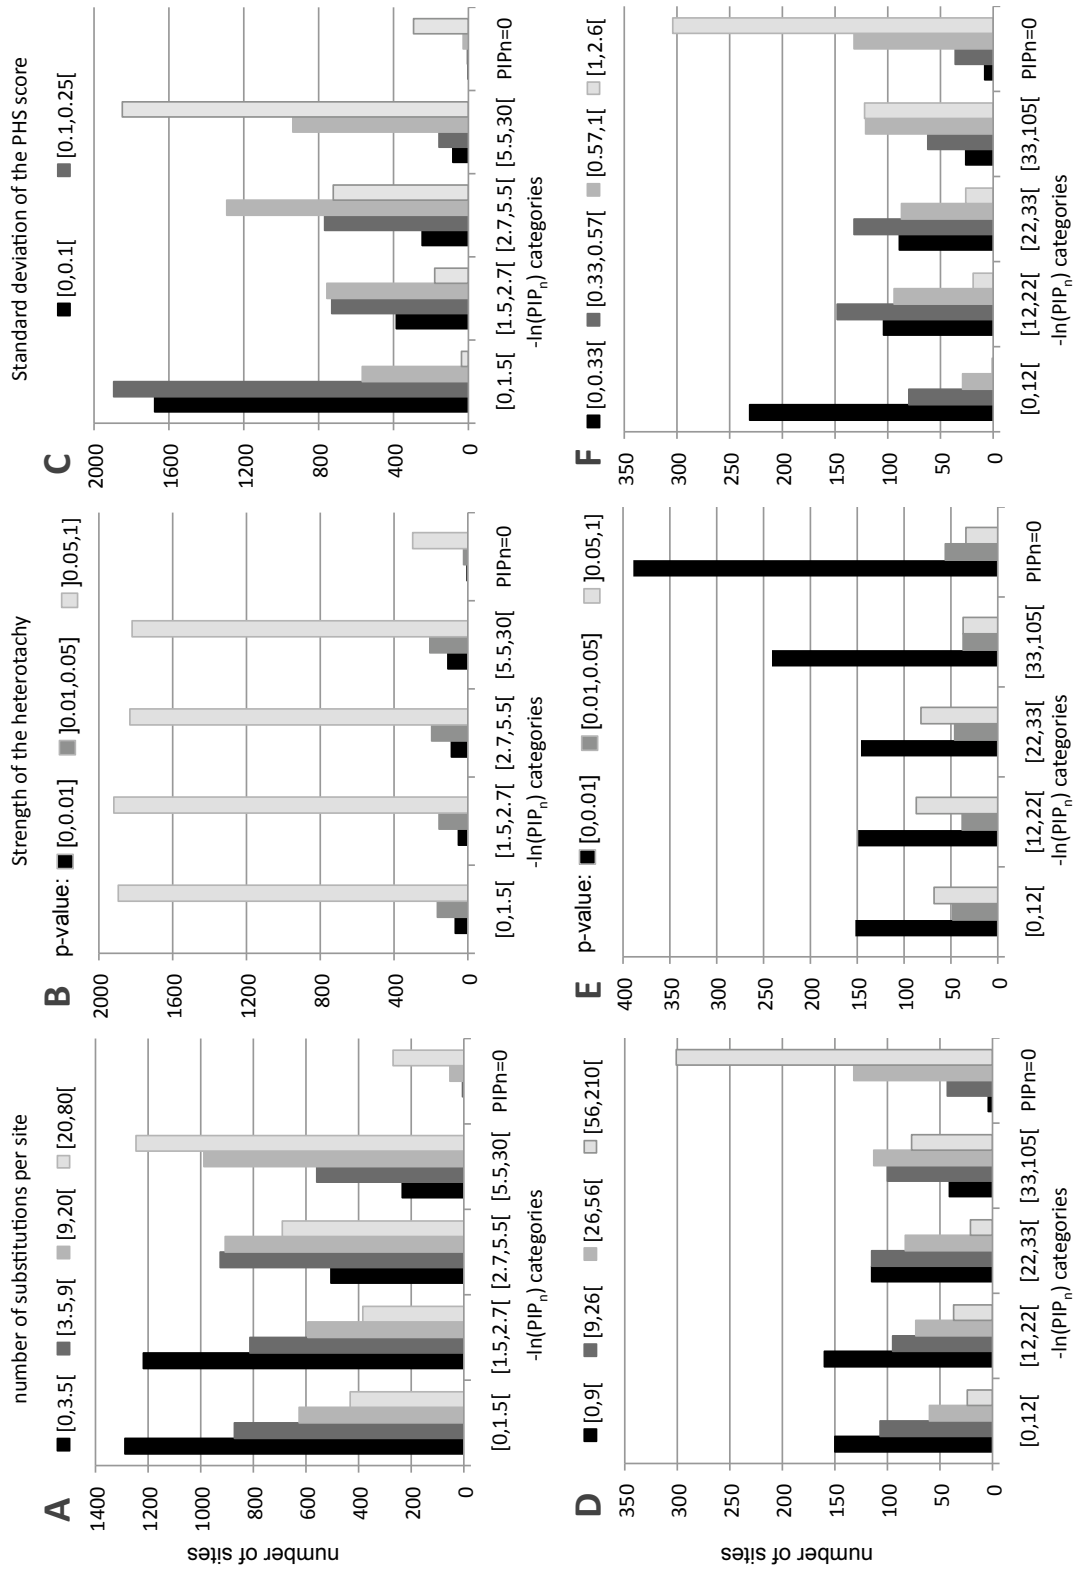 number of substitutions per site
[0,3.5[ [3.5,9[ [9,20[ [20,80[
A
1400
1200
1000
800
600
400
200
0
number of sites
[0,1.5[ [1.5,2.7[ [2.7,5.5[ [5.5,30[ PIPn=0
-ln(PIPn) categories
Strength of the heterotachy
B
p-value: [0,0.01] ]0.01,0.05] ]0.05,1]
2000
1600
1200
800
400
0
[0,1.5[ [1.5,2.7[ [2.7,5.5[ [5.5,30[ PIPn=0
-ln(PIPn) categories
Standard deviation of the PHS score
[0,0.1[ [0.1,0.25[
C
2000
1600
1200
800
400
0
[0,1.5[ [1.5,2.7[ [2.7,5.5[ [5.5,30[ PIPn=0
-ln(PIPn) categories
D
[0,9[ [9,26[ [26,56[ [56,210[
350
300
250
200
150
100
50
0
number of sites
[0,12[ [12,22[ [22,33[ [33,105[ PIPn=0
-ln(PIPn) categories
E
p-value: [0,0.01] ]0.01,0.05] ]0.05,1]
400
350
300
250
200
150
100
50
0
[0,12[ [12,22[ [22,33[ [33,105[ PIPn=0
-ln(PIPn) categories
F
[0,0.33[ [0.33,0.57[ [0.57,1[ [1,2.6[
350
300
250
200
150
100
50
0
[0,12[ [12,22[ [22,33[ [33,105[ PIPn=0
-ln(PIPn) categories